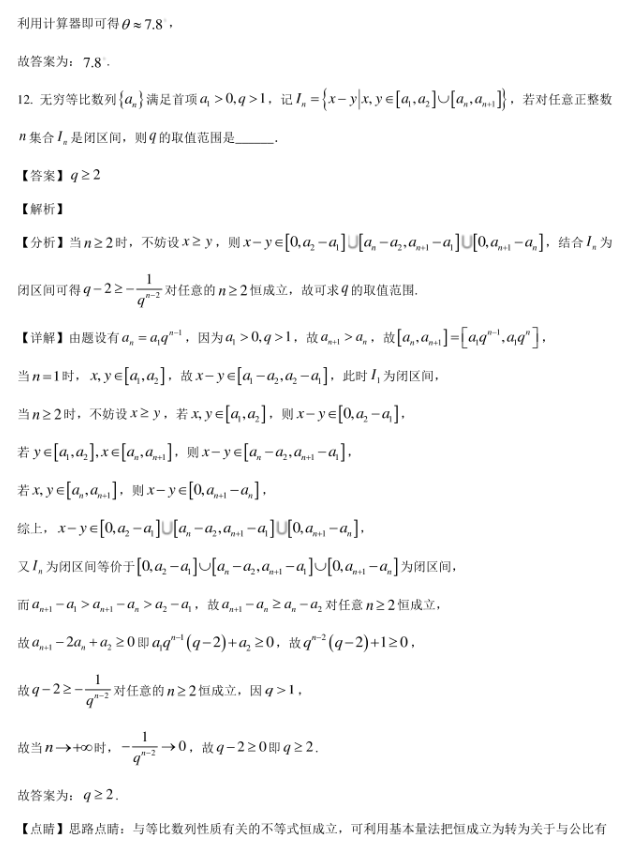 利用计算器即可得θ≈7.8°，
故答案为：7.8°.
12. 无穷等比数列{aₙ}满足首项a₁>0,q>1，记Iₙ={x−y|x,y∈[a₁,a₂]∪[aₙ,aₙ₊₁]}，若对任意正整数
n集合Iₙ是闭区间，则q的取值范围是______.
【答案】q≥2
【解析】
【分析】当n≥2时，不妨设x≥y，则x−y∈[0,a₂−a₁]∪[aₙ−a₂,aₙ₊₁−a₁]∪[0,aₙ₊₁−aₙ]，结合Iₙ为
闭区间可得q−2≥−1/qⁿ⁻²对任意的n≥2恒成立，故可求q的取值范围.
【详解】由题设有aₙ=a₁qⁿ⁻¹，因为a₁>0,q>1，故aₙ₊₁>aₙ，故[aₙ,aₙ₊₁]=[a₁qⁿ⁻¹,a₁qⁿ]，
当n=1时，x,y∈[a₁,a₂]，故x−y∈[a₁−a₂,a₂−a₁]，此时I₁为闭区间，
当n≥2时，不妨设x≥y，若x,y∈[a₁,a₂]，则x−y∈[0,a₂−a₁]，
若y∈[a₁,a₂],x∈[aₙ,aₙ₊₁]，则x−y∈[aₙ−a₂,aₙ₊₁−a₁]，
若x,y∈[aₙ,aₙ₊₁]，则x−y∈[0,aₙ₊₁−aₙ]，
综上，x−y∈[0,a₂−a₁]∪[aₙ−a₂,aₙ₊₁−a₁]∪[0,aₙ₊₁−aₙ]，
又Iₙ为闭区间等价于[0,a₂−a₁]∪[aₙ−a₂,aₙ₊₁−a₁]∪[0,aₙ₊₁−aₙ]为闭区间，
而aₙ₊₁−a₁>aₙ₊₁−aₙ>a₂−a₁，故aₙ₊₁−aₙ≥aₙ−a₂对任意n≥2恒成立，
故aₙ₊₁−2aₙ+a₂≥0即a₁qⁿ⁻¹(q−2)+a₂≥0，故qⁿ⁻²(q−2)+1≥0，
故q−2≥−1/qⁿ⁻²对任意的n≥2恒成立，因q>1，
故当n→+∞时，−1/qⁿ⁻²→0，故q−2≥0即q≥2.
故答案为：q≥2.
【点睛】思路点睛：与等比数列性质有关的不等式恒成立，可利用基本量法把恒成立为转为关于与公比有